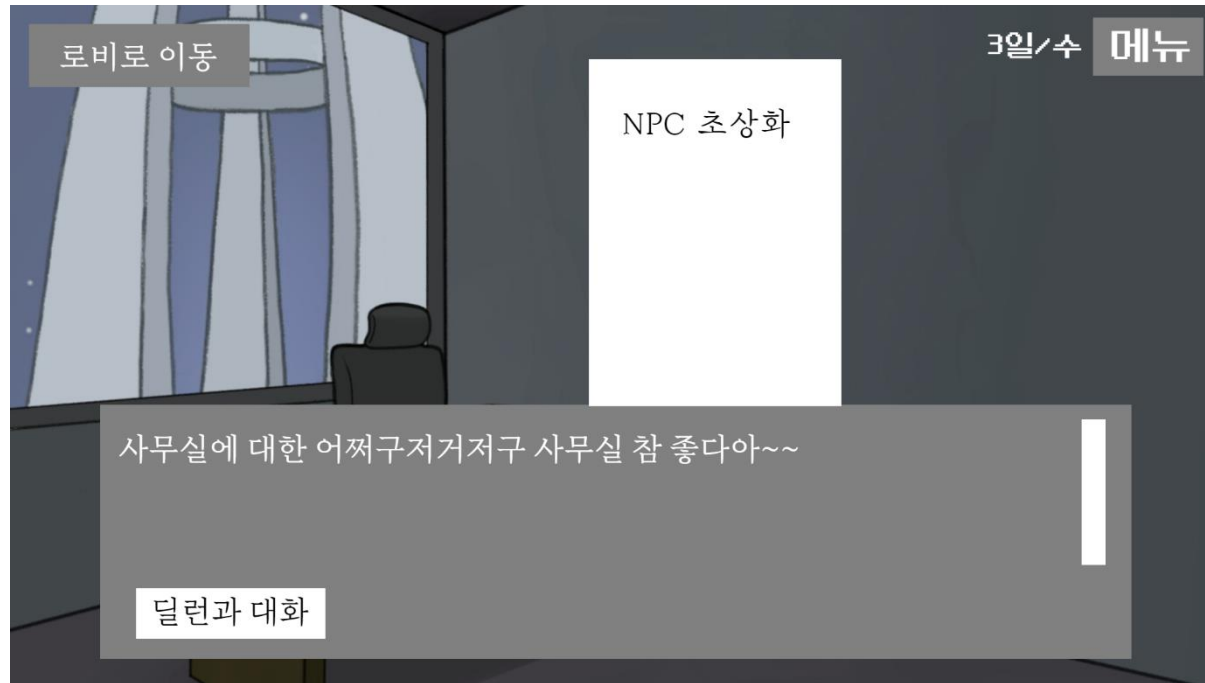 로비로 이동
3일/수
메뉴
NPC 초상화
사무실에 대한 어쩌구저거저구 사무실 참 좋다아~~
딜런과 대화